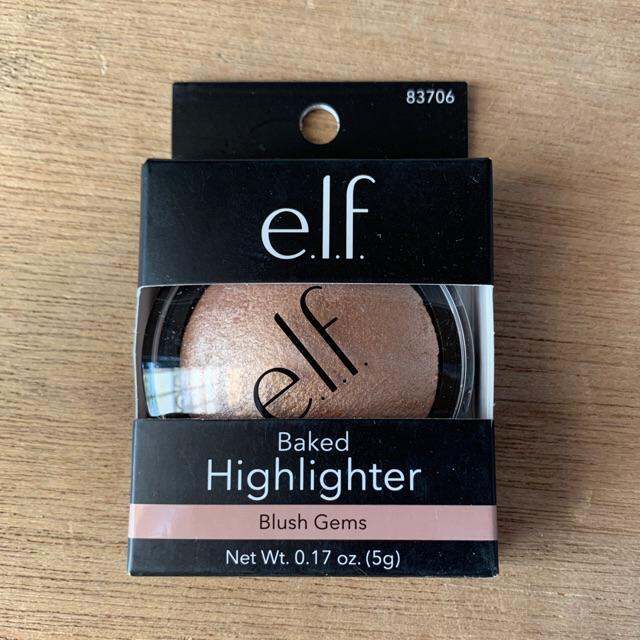 83706
e.l.f.
e.l.f.
Baked
Highlighter
Blush Gems
Net Wt. 0.17 oz. (5g)